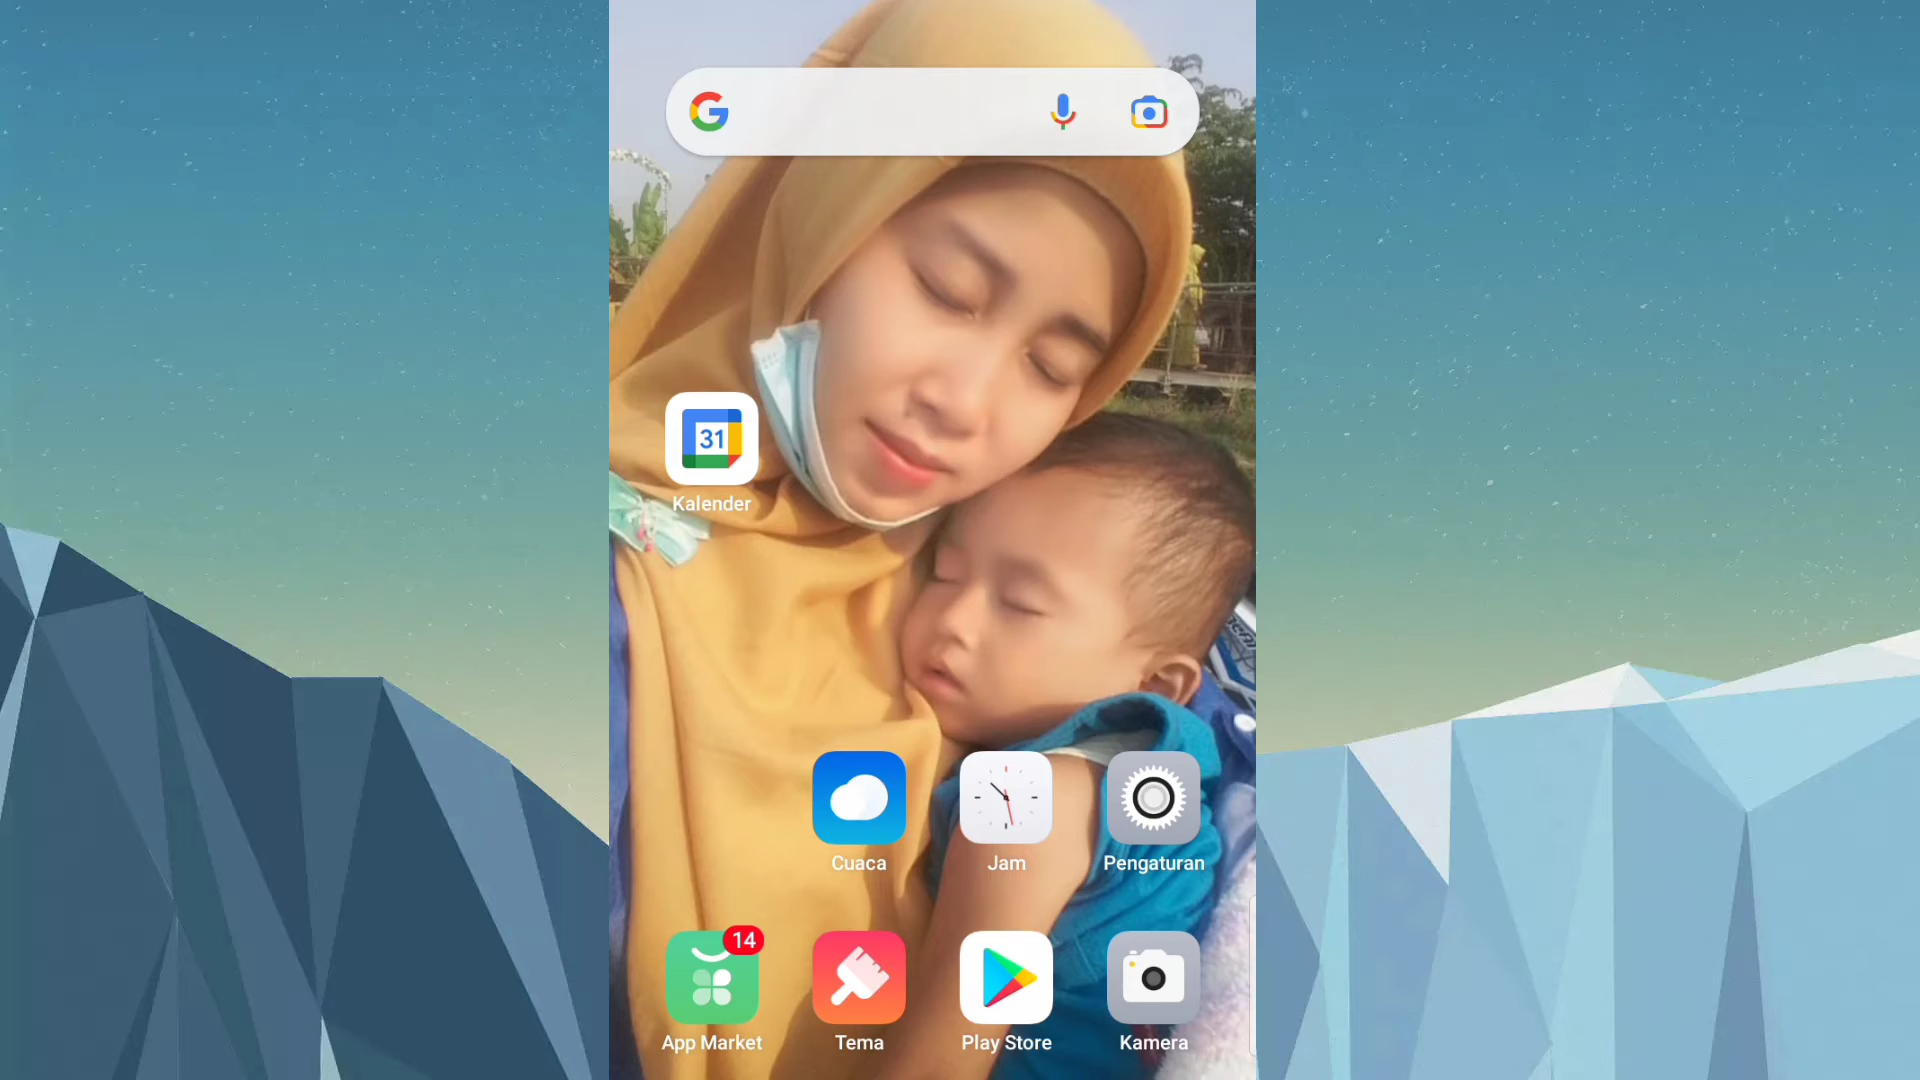 31
Kalender
Cuaca
Jam
Pengaturan
14
App Market
Tema
Play Store
Kamera